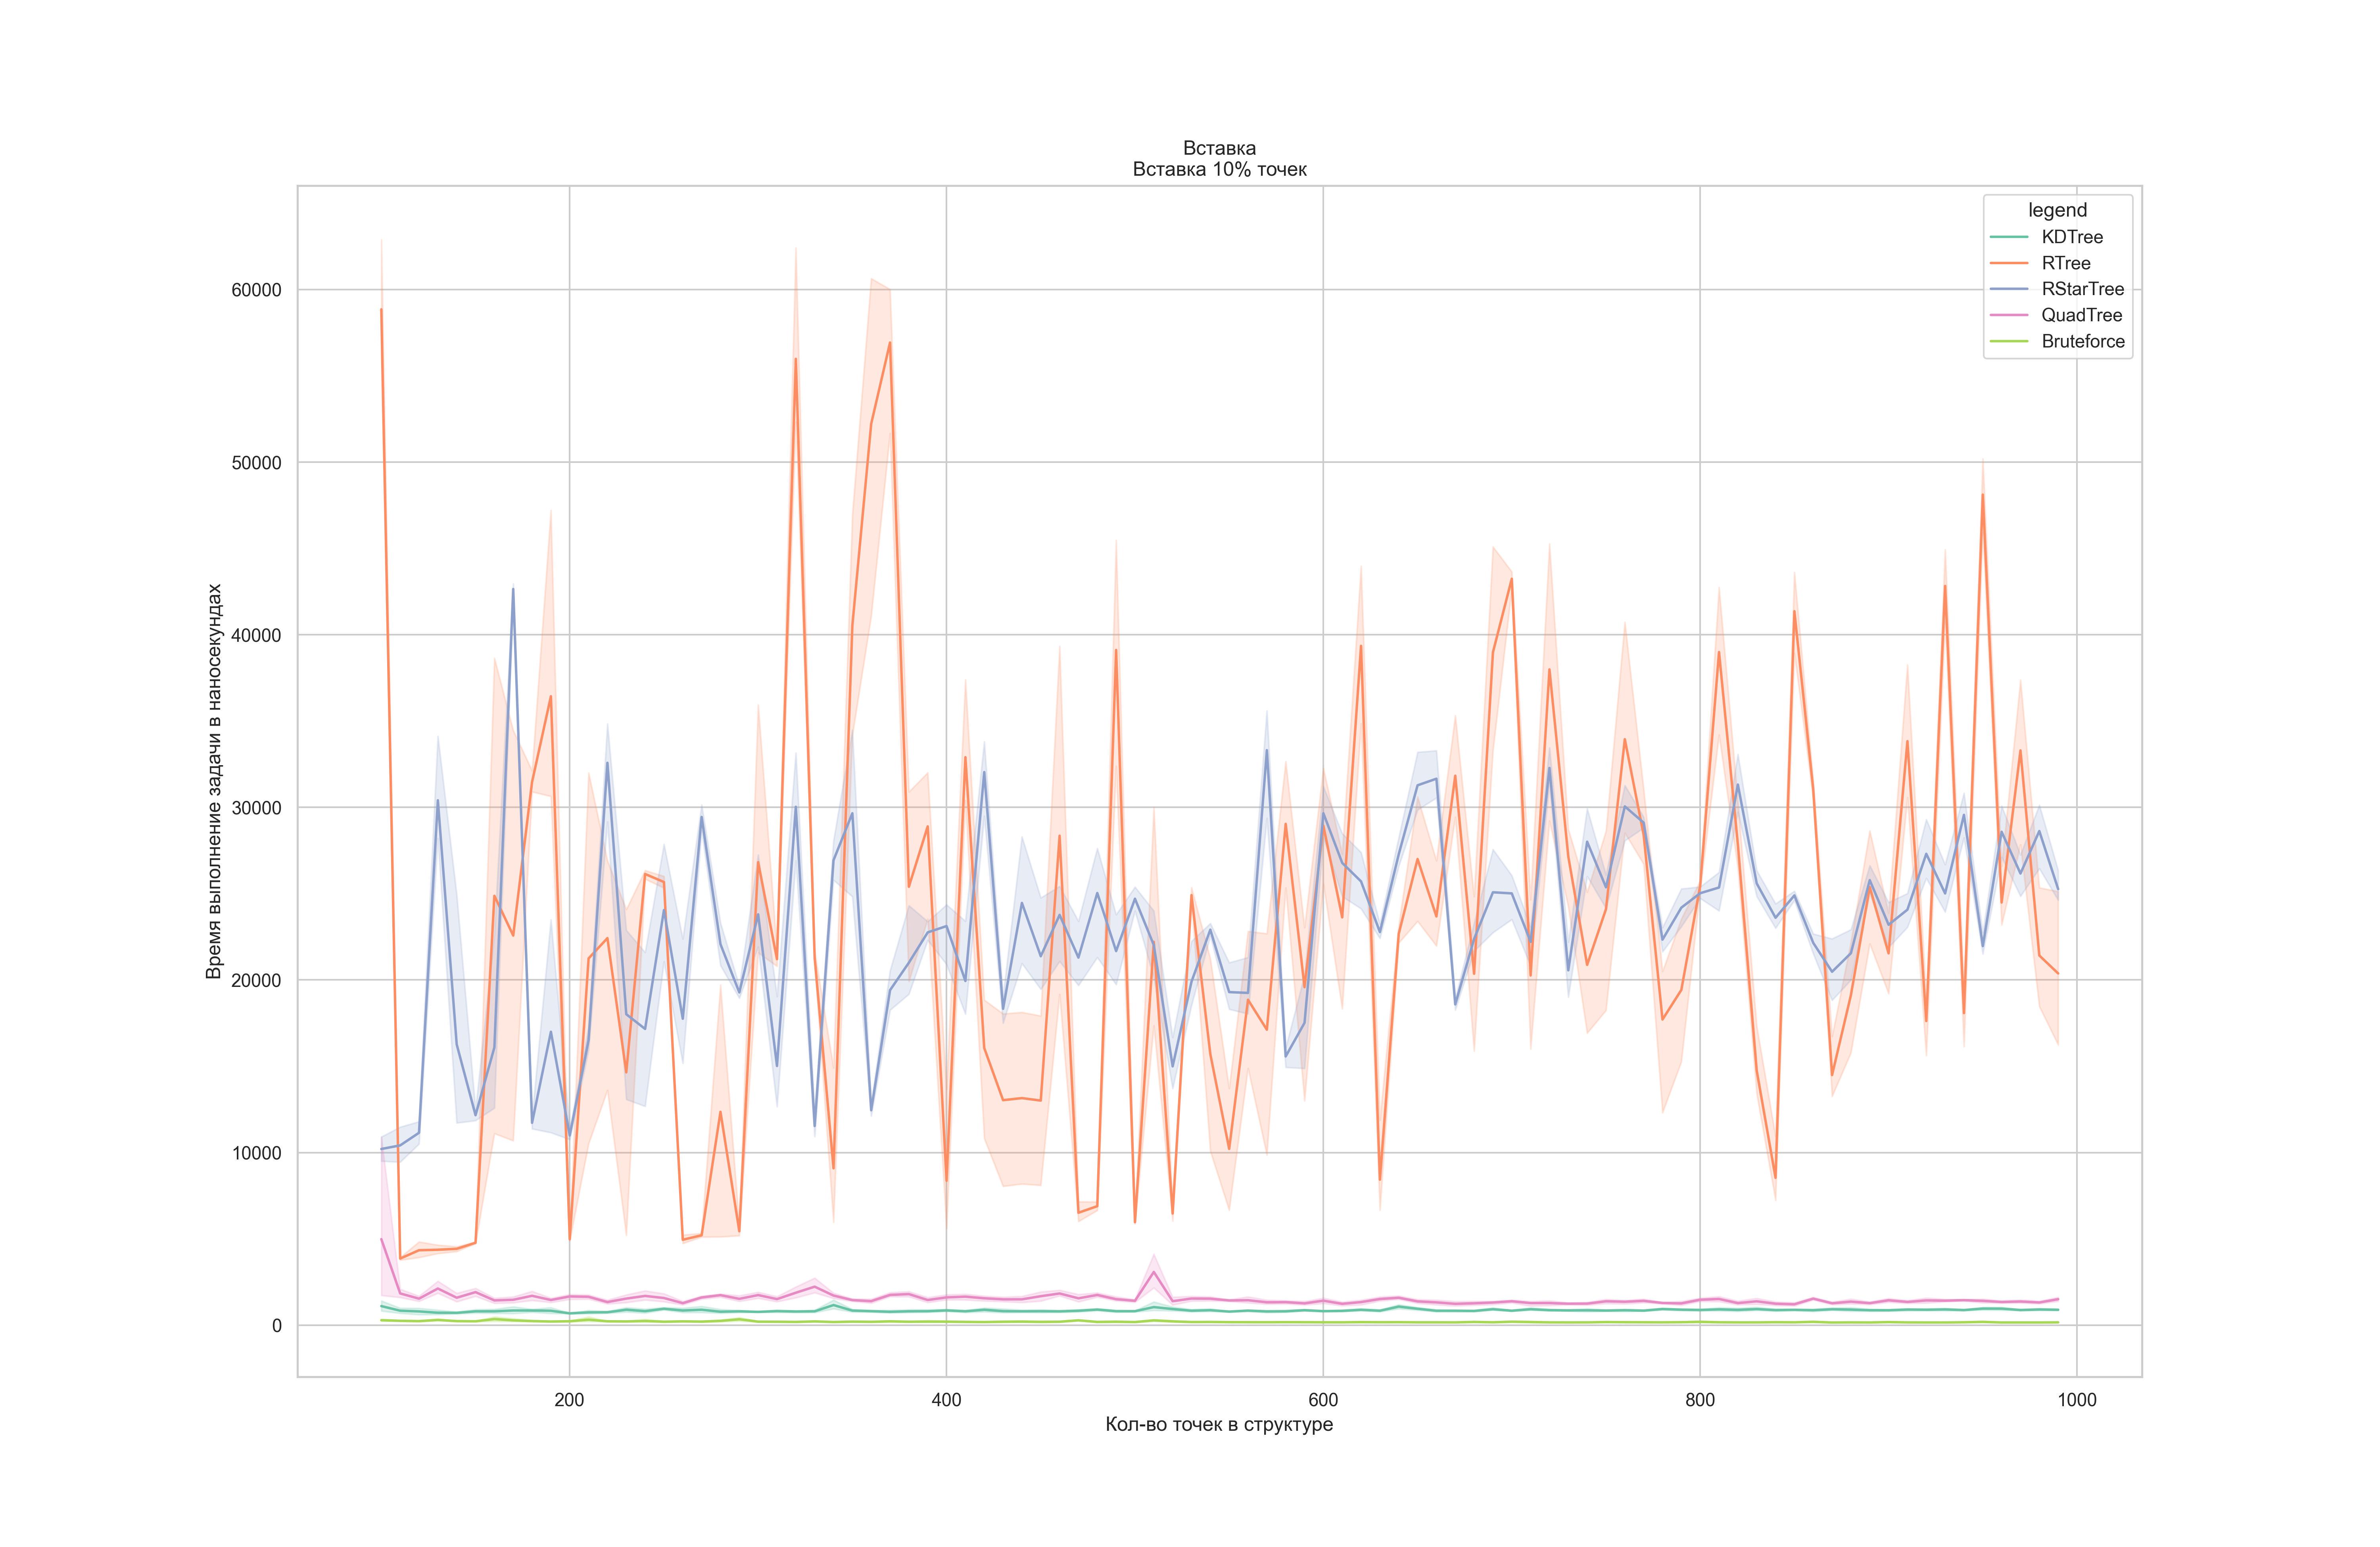 Вставка
Вставка 10% точек
legend
KDTree
RTree
RStarTree
QuadTree
Bruteforce
Время выполнение задачи в наносекундах
60000
50000
40000
30000
20000
10000
0
200
400
600
800
1000
Кол-во точек в структуре